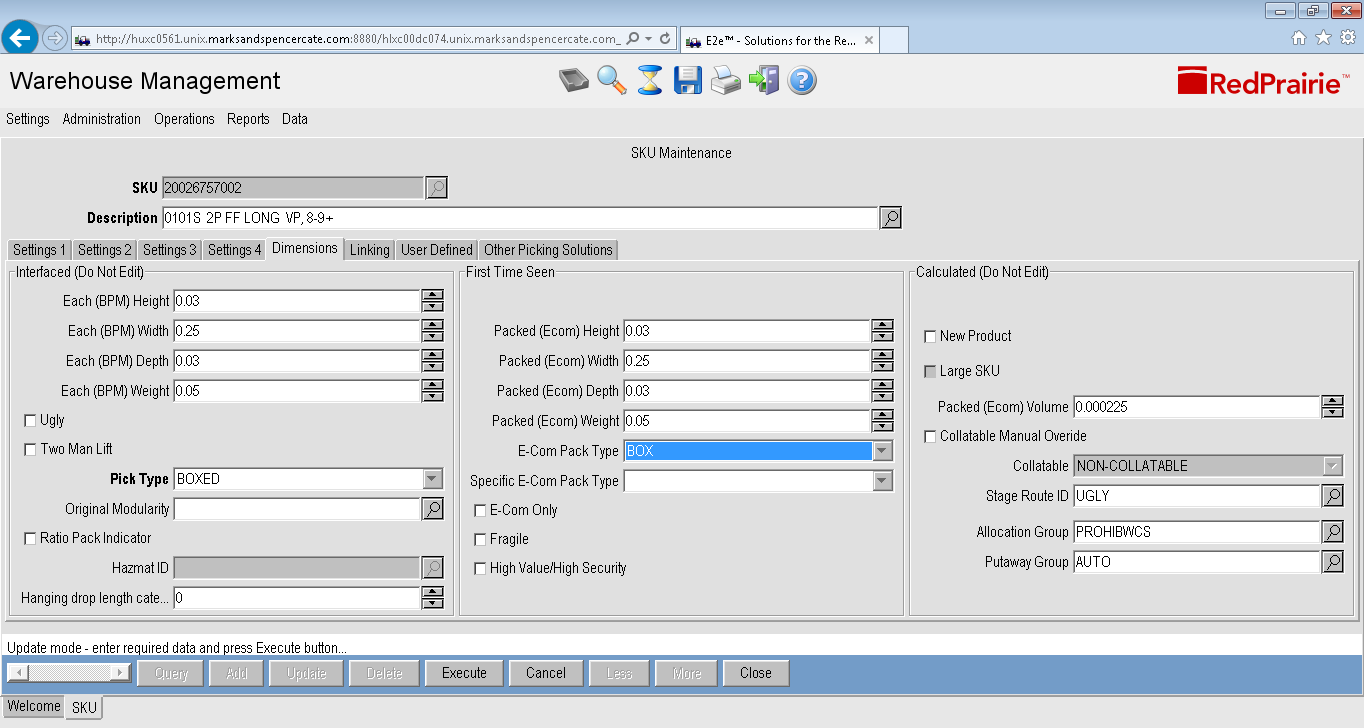 http://huxc0561.unix.marksandspencercate.com:8880/hlxc00dc074.unix.marksandspencercate.com_
E2e™ - Solutions for the Re...
Warehouse Management
RedPrairie™
Settings Administration Operations Reports Data
SKU Maintenance
SKU 20026757002
Description 0101S 2P FF LONG VP, 8-9+
Settings 1 Settings 2 Settings 3 Settings 4 Dimensions Linking User Defined Other Picking Solutions
Interfaced (Do Not Edit)
Each (BPM) Height 0.03
Each (BPM) Width 0.25
Each (BPM) Depth 0.03
Each (BPM) Weight 0.05
Ugly
Two Man Lift
Pick Type BOXED
Original Modularity
Ratio Pack Indicator
Hazmat ID
Hanging drop length cate... 0
First Time Seen
Packed (Ecom) Height 0.03
Packed (Ecom) Width 0.25
Packed (Ecom) Depth 0.03
Packed (Ecom) Weight 0.05
E-Com Pack Type BOX
Specific E-Com Pack Type
E-Com Only
Fragile
High Value/High Security
Calculated (Do Not Edit)
New Product
Large SKU
Packed (Ecom) Volume 0.000225
Collatable Manual Overide
Collatable NON-COLLATABLE
Stage Route ID UGLY
Allocation Group PROHIBWCS
Putaway Group AUTO
Update mode - enter required data and press Execute button...
Query Add Update Delete Execute Cancel Less More Close
Welcome SKU